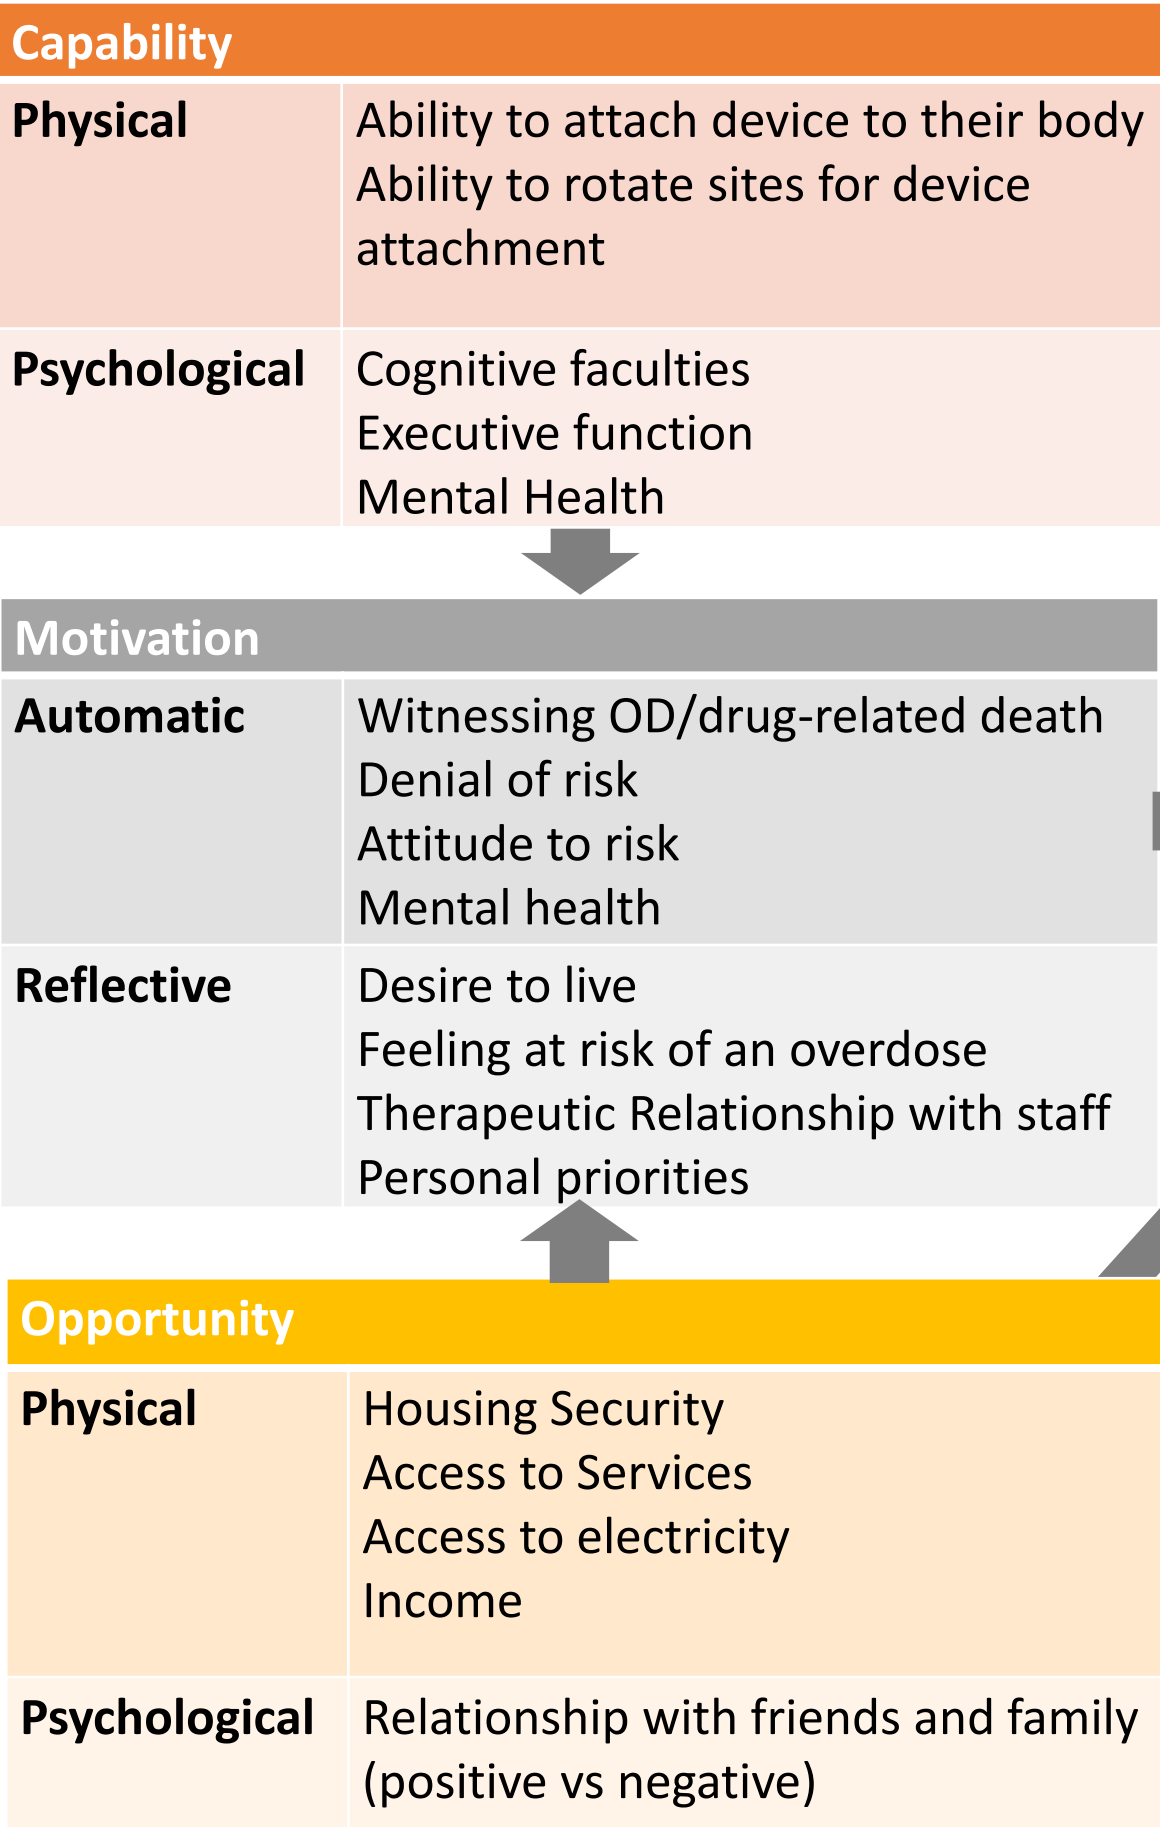 Capability
Physical
Ability to attach device to their body
Ability to rotate sites for device
attachment
Psychological
Cognitive faculties
Executive function
Mental Health
Motivation
Automatic
Witnessing OD/drug-related death
Denial of risk
Attitude to risk
Mental health
Reflective
Desire to live
Feeling at risk of an overdose
Therapeutic Relationship with staff
Personal priorities
Opportunity
Physical
Housing Security
Access to Services
Access to electricity
Income
Psychological
Relationship with friends and family
(positive vs negative)